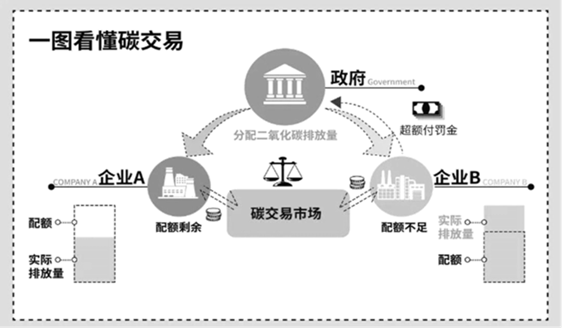 一图看懂碳交易
政府 Government
分配二氧化碳排放量
超额付罚金
COMPANY A 企业A
企业B COMPANY B
配额剩余
碳交易市场
配额不足
配额
实际
排放量
实际
排放量
配额